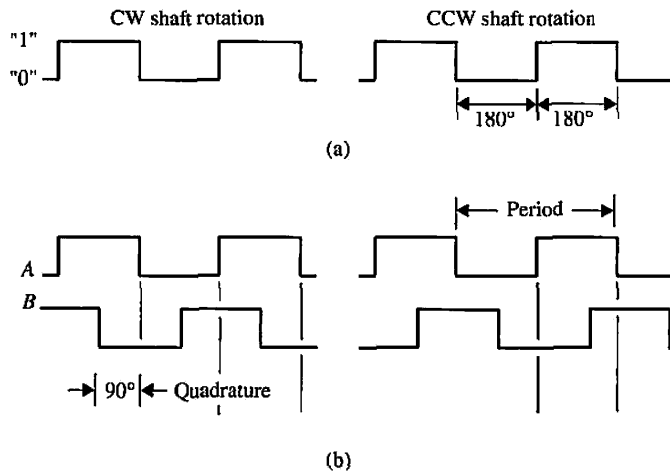 CW shaft rotation
CCW shaft rotation
"1"
"0"
180°
180°
(a)
Period
A
B
90°
Quadrature
(b)